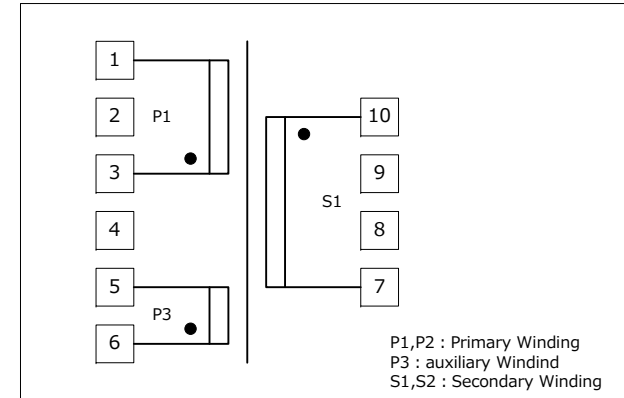 1
2
P1
3
4
5
P3
6
10
9
S1
8
7
P1,P2 : Primary Winding
P3 : auxiliary Windind
S1,S2 : Secondary Winding